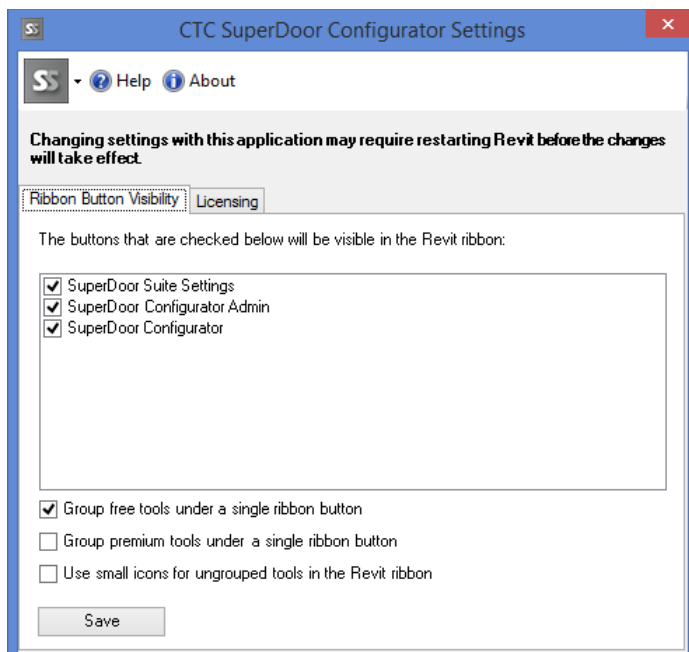 SS CTC SuperDoor Configurator Settings
SS Help About
Changing settings with this application may require restarting Revit before the changes
will take effect.
Ribbon Button Visibility Licensing
The buttons that are checked below will be visible in the Revit ribbon:
SuperDoor Suite Settings
SuperDoor Configurator Admin
SuperDoor Configurator
Group free tools under a single ribbon button
Group premium tools under a single ribbon button
Use small icons for ungrouped tools in the Revit ribbon
Save